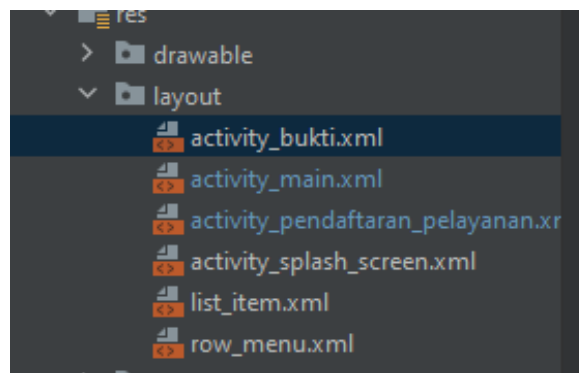 res
drawable
layout
activity_bukti.xml
activity_main.xml
activity_pendaftaran_pelayanan.xr
activity_splash_screen.xml
list_item.xml
row_menu.xml